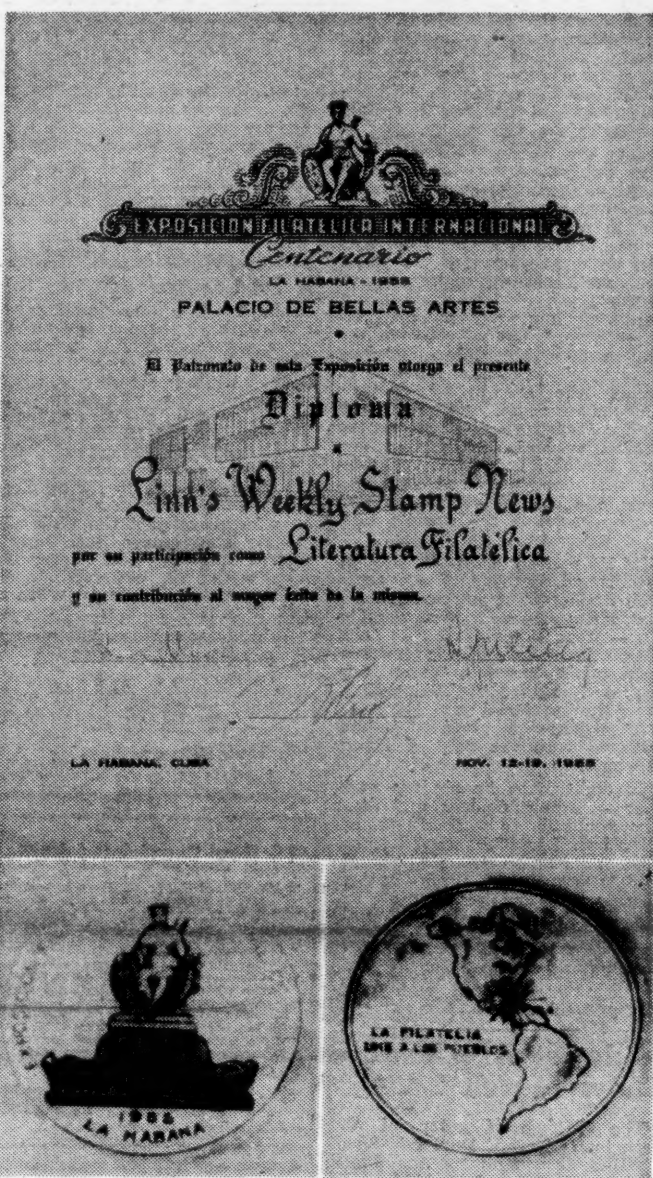 EXPOSICION FILATELICA INTERNACIONAL
Centenario
LA HABANA - 1955
PALACIO DE BELLAS ARTES
El Patronato de esta Exposición otorga el presente
Diploma
a
Linn's Weekly Stamp News
por su participación como Literatura Filatélica
y su contribución al mayor éxito de la misma.
LA HABANA, CUBA NOV. 12-19, 1955
1955
LA HABANA
LA FILATELIA
UNE A LOS PUEBLOS